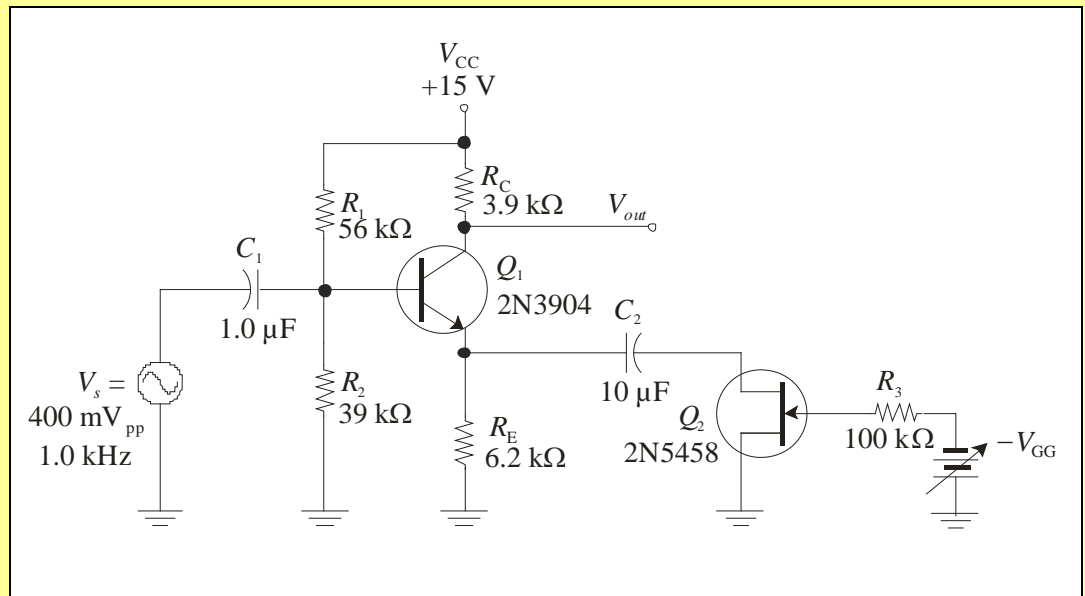 V_CC
+15 V
R_C
3.9 kΩ
V_out
R_1
56 kΩ
C_1
1.0 µF
Q_1
2N3904
C_2
10 µF
V_s =
400 mV_pp
1.0 kHz
R_2
39 kΩ
R_E
6.2 kΩ
Q_2
2N5458
R_3
100 kΩ
−V_GG